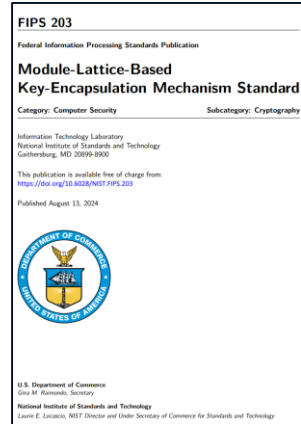 FIPS 203
Federal Information Processing Standards Publication
Module-Lattice-Based
Key-Encapsulation Mechanism Standard
Category: Computer Security Subcategory: Cryptography
Information Technology Laboratory
National Institute of Standards and Technology
Gaithersburg, MD 20899-8900
This publication is available free of charge from:
https://doi.org/10.6028/NIST.FIPS.203
Published August 13, 2024
DEPARTMENT OF COMMERCE
UNITED STATES OF AMERICA
U.S. Department of Commerce
Gina M. Raimondo, Secretary
National Institute of Standards and Technology
Laurie E. Locascio, NIST Director and Under Secretary of Commerce for Standards and Technology